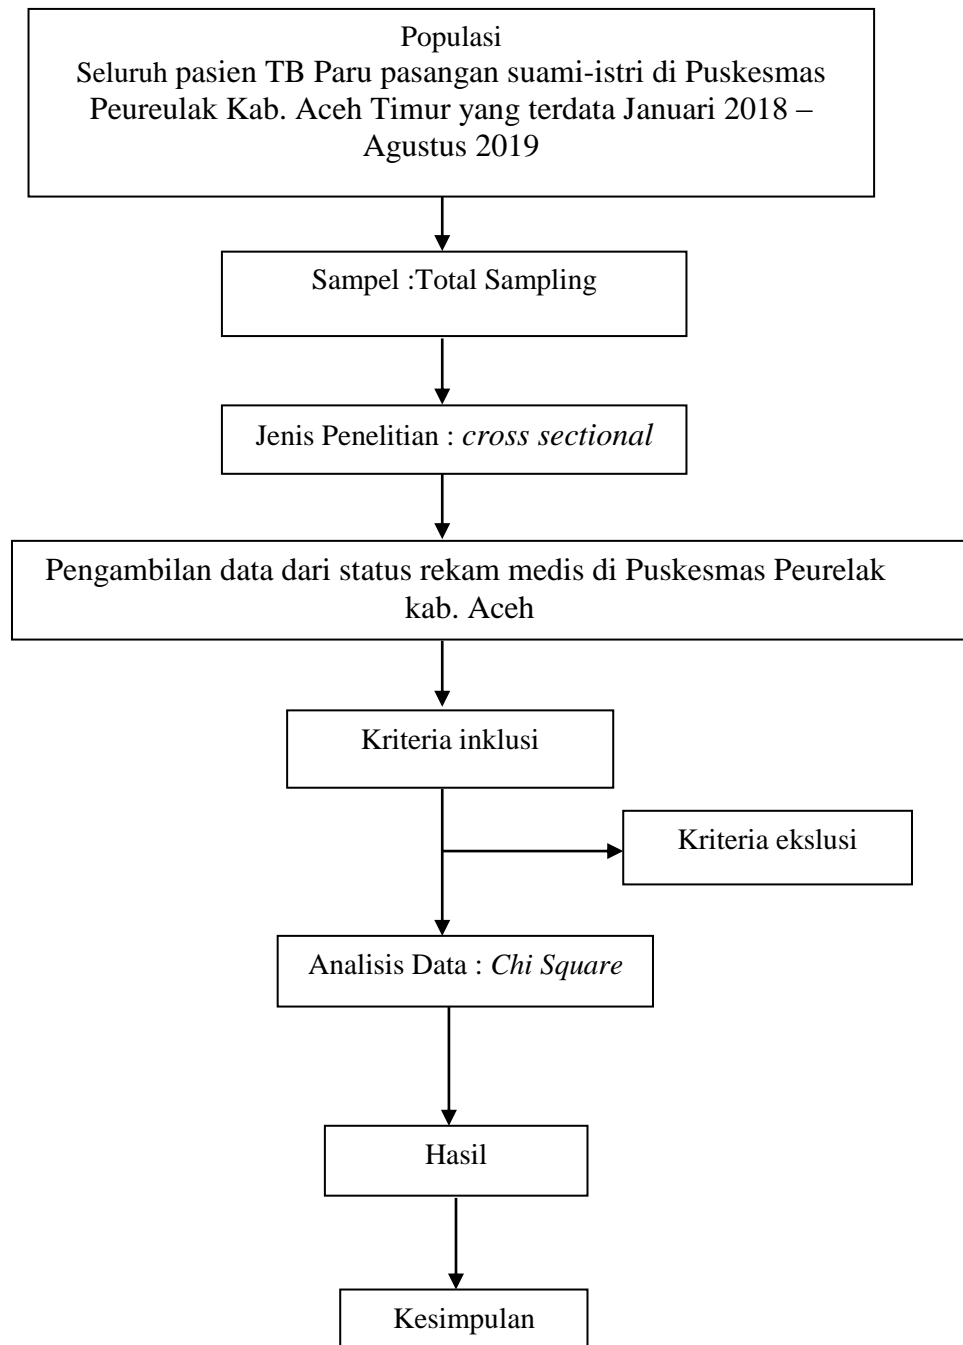 Populasi
Seluruh pasien TB Paru pasangan suami-istri di Puskesmas
Peureulak Kab. Aceh Timur yang terdata Januari 2018 –
Agustus 2019
Sampel :Total Sampling
Jenis Penelitian : cross sectional
Pengambilan data dari status rekam medis di Puskesmas Peurelak
kab. Aceh
Kriteria inklusi
Kriteria ekslusi
Analisis Data : Chi Square
Hasil
Kesimpulan